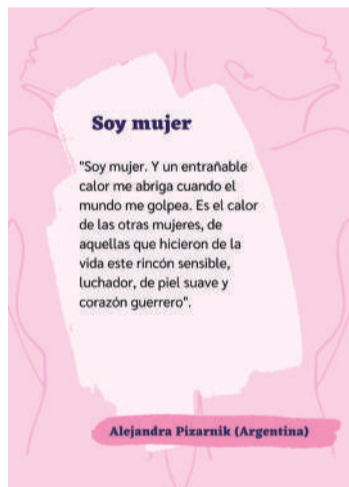 Soy mujer
"Soy mujer. Y un entrañable
calor me abriga cuando el
mundo me golpea. Es el calor
de las otras mujeres, de
aquellas que hicieron de la
vida este rincón sensible,
luchador, de piel suave y
corazón guerrero".
Alejandra Pizarnik (Argentina)